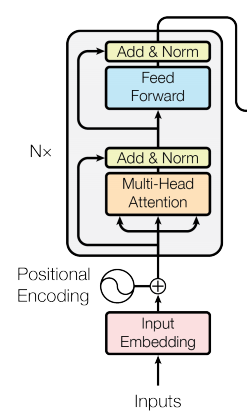 Add & Norm
Feed
Forward
N×
Add & Norm
Multi-Head
Attention
Positional
Encoding
Input
Embedding
Inputs